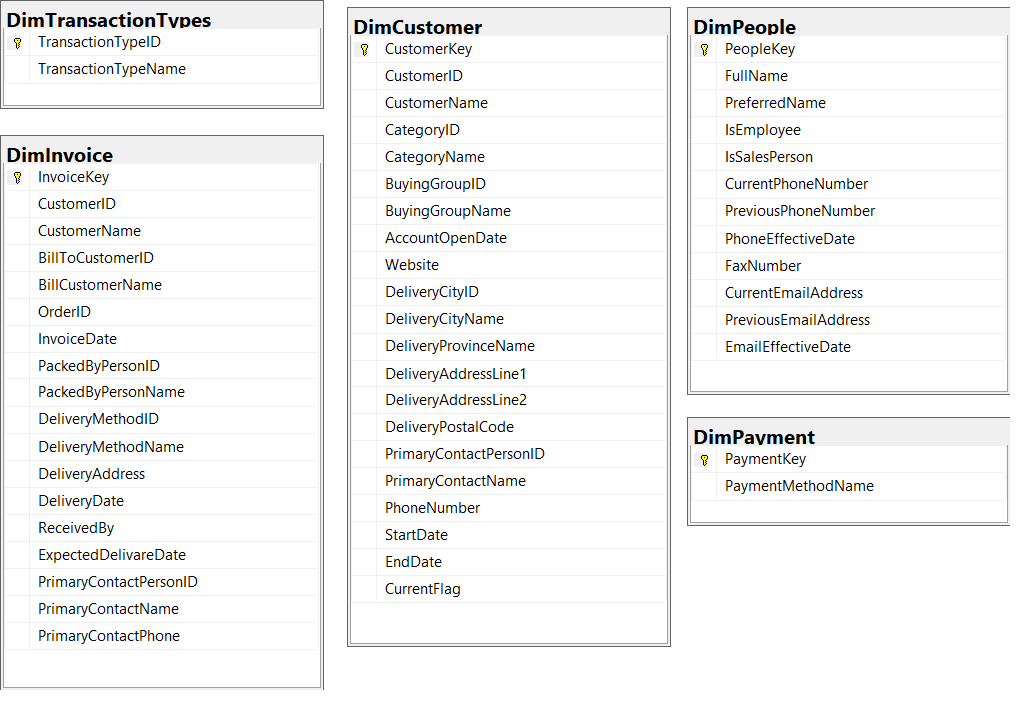 DimTransactionTypes
TransactionTypeID
TransactionTypeName
DimInvoice
InvoiceKey
CustomerID
CustomerName
BillToCustomerID
BillCustomerName
OrderID
InvoiceDate
PackedByPersonID
PackedByPersonName
DeliveryMethodID
DeliveryMethodName
DeliveryAddress
DeliveryDate
ReceivedBy
ExpectedDelivareDate
PrimaryContactPersonID
PrimaryContactName
PrimaryContactPhone
DimCustomer
CustomerKey
CustomerID
CustomerName
CategoryID
CategoryName
BuyingGroupID
BuyingGroupName
AccountOpenDate
Website
DeliveryCityID
DeliveryCityName
DeliveryProvinceName
DeliveryAddressLine1
DeliveryAddressLine2
DeliveryPostalCode
PrimaryContactPersonID
PrimaryContactName
PhoneNumber
StartDate
EndDate
CurrentFlag
DimPeople
PeopleKey
FullName
PreferredName
IsEmployee
IsSalesPerson
CurrentPhoneNumber
PreviousPhoneNumber
PhoneEffectiveDate
FaxNumber
CurrentEmailAddress
PreviousEmailAddress
EmailEffectiveDate
DimPayment
PaymentKey
PaymentMethodName